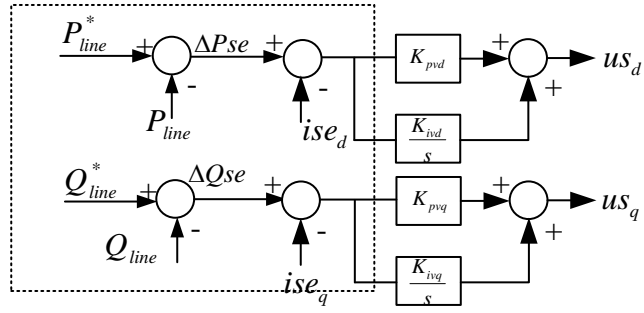 P*line + ΔPse + Kpvd + usd
- - +
Pline ised Kivd/s
Q*line + ΔQse + Kpvq + usq
- - +
Qline iseq Kivq/s